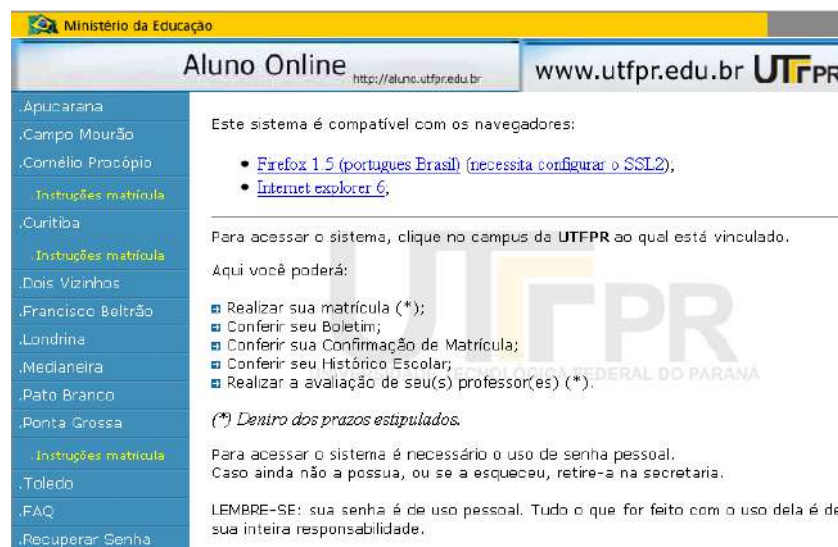 Ministério da Educação
Aluno Online http://aluno.utfpr.edu.br
www.utfpr.edu.br UTFPR
.Apucarana
.Campo Mourão
.Cornélio Procópio
.Instruções matrícula
.Curitiba
.Instruções matrícula
.Dois Vizinhos
.Francisco Beltrão
.Londrina
.Medianeira
.Pato Branco
.Ponta Grossa
.Instruções matrícula
.Toledo
.FAQ
.Recuperar Senha
Este sistema é compatível com os navegadores:
Firefox 1.5 (portugues Brasil) (necessita configurar o SSL2);
Internet explorer 6;
Para acessar o sistema, clique no campus da UTFPR ao qual está vinculado.
Aqui você poderá:
Realizar sua matrícula (*);
Conferir seu Boletim;
Conferir sua Confirmação de Matrícula;
Conferir seu Histórico Escolar;
Realizar a avaliação de seu(s) professor(es) (*).
UTFPR
UNIVERSIDADE TECNOLÓGICA FEDERAL DO PARANÁ
(*) Dentro dos prazos estipulados.
Para acessar o sistema é necessário o uso de senha pessoal.
Caso ainda não a possua, ou se a esqueceu, retire-a na secretaria.
LEMBRE-SE: sua senha é de uso pessoal. Tudo o que for feito com o uso dela é de
sua inteira responsabilidade.